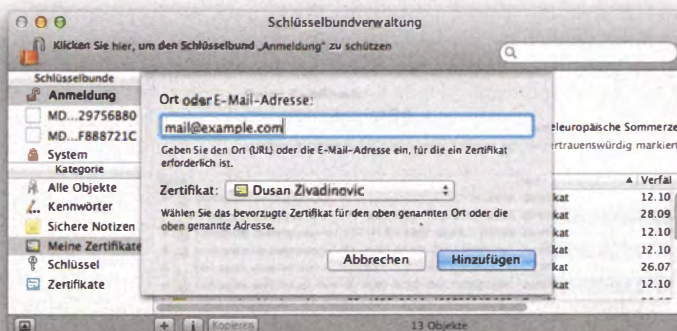 Schlüsselbundverwaltung
Klicken Sie hier, um den Schlüsselbund „Anmeldung" zu schützen
Schlüsselbunde
Anmeldung
MD...29756880
MD...F888721C
System
Kategorie
Alle Objekte
Kennwörter
Sichere Notizen
Meine Zertifikate
Schlüssel
Zertifikate
Ort oder E-Mail-Adresse:
mail@example.com
Geben Sie den Ort (URL) oder die E-Mail-Adresse ein, für die ein Zertifikat
erforderlich ist.
Zertifikat: Dusan Zivadinovic
Wählen Sie das bevorzugte Zertifikat für den oben genannten Ort oder die
oben genannte Adresse.
Abbrechen Hinzufügen
eleuropäische Sommerze
ertrauenswürdig markiert
Verfal
kat 12.10
kat 28.09
kat 12.10
kat 12.10
kat 26.07
kat 12.10
Kopieren
13 Objekte